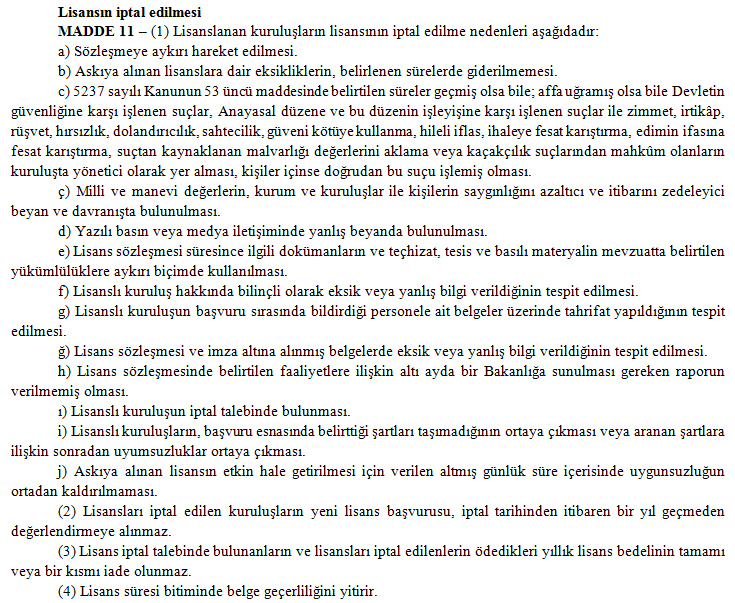 Lisansın iptal edilmesi
MADDE 11 – (1) Lisanslanan kuruluşların lisansının iptal edilme nedenleri aşağıdadır:
a) Sözleşmeye aykırı hareket edilmesi.
b) Askıya alınan lisanslara dair eksikliklerin, belirlenen sürelerde giderilmemesi.
c) 5237 sayılı Kanunun 53 üncü maddesinde belirtilen süreler geçmiş olsa bile; affa uğramış olsa bile Devletin
güvenliğine karşı işlenen suçlar, Anayasal düzene ve bu düzenin işleyişine karşı işlenen suçlar ile zimmet, irtikâp,
rüşvet, hırsızlık, dolandırıcılık, sahtecilik, güveni kötüye kullanma, hileli iflas, ihaleye fesat karıştırma, edimin ifasına
fesat karıştırma, suçtan kaynaklanan malvarlığı değerlerini aklama veya kaçakçılık suçlarından mahkûm olanların
kuruluşta yönetici olarak yer alması, kişiler içinse doğrudan bu suçu işlemiş olması.
ç) Milli ve manevi değerlerin, kurum ve kuruluşlar ile kişilerin saygınlığını azaltıcı ve itibarını zedeleyici
beyan ve davranışta bulunulması.
d) Yazılı basın veya medya iletişiminde yanlış beyanda bulunulması.
e) Lisans sözleşmesi süresince ilgili dokümanların ve teçhizat, tesis ve basılı materyalin mevzuatta belirtilen
yükümlülüklere aykırı biçimde kullanılması.
f) Lisanslı kuruluş hakkında bilinçli olarak eksik veya yanlış bilgi verildiğinin tespit edilmesi.
g) Lisanslı kuruluşun başvuru sırasında bildirdiği personele ait belgeler üzerinde tahrifat yapıldığının tespit
edilmesi.
ğ) Lisans sözleşmesi ve imza altına alınmış belgelerde eksik veya yanlış bilgi verildiğinin tespit edilmesi.
h) Lisans sözleşmesinde belirtilen faaliyetlere ilişkin altı ayda bir Bakanlığa sunulması gereken raporun
verilmemiş olması.
ı) Lisanslı kuruluşun iptal talebinde bulunması.
i) Lisanslı kuruluşların, başvuru esnasında belirttiği şartları taşımadığının ortaya çıkması veya aranan şartlara
ilişkin sonradan uyumsuzluklar ortaya çıkması.
j) Askıya alınan lisansın etkin hale getirilmesi için verilen altmış günlük süre içerisinde uygunsuzluğun
ortadan kaldırılmaması.
(2) Lisansları iptal edilen kuruluşların yeni lisans başvurusu, iptal tarihinden itibaren bir yıl geçmeden
değerlendirmeye alınmaz.
(3) Lisans iptal talebinde bulunanların ve lisansları iptal edilenlerin ödedikleri yıllık lisans bedelinin tamamı
veya bir kısmı iade olunmaz.
(4) Lisans süresi bitiminde belge geçerliliğini yitirir.